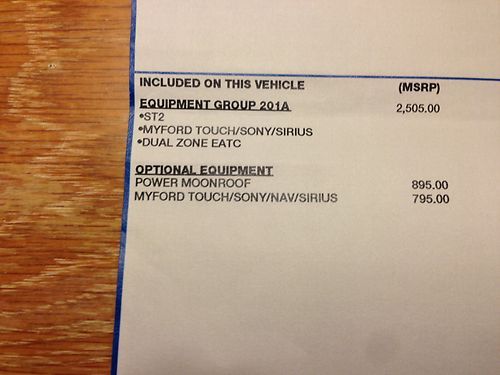 INCLUDED ON THIS VEHICLE (MSRP)
EQUIPMENT GROUP 201A 2,505.00
•ST2
•MYFORD TOUCH/SONY/SIRIUS
•DUAL ZONE EATC
OPTIONAL EQUIPMENT
POWER MOONROOF 895.00
MYFORD TOUCH/SONY/NAV/SIRIUS 795.00